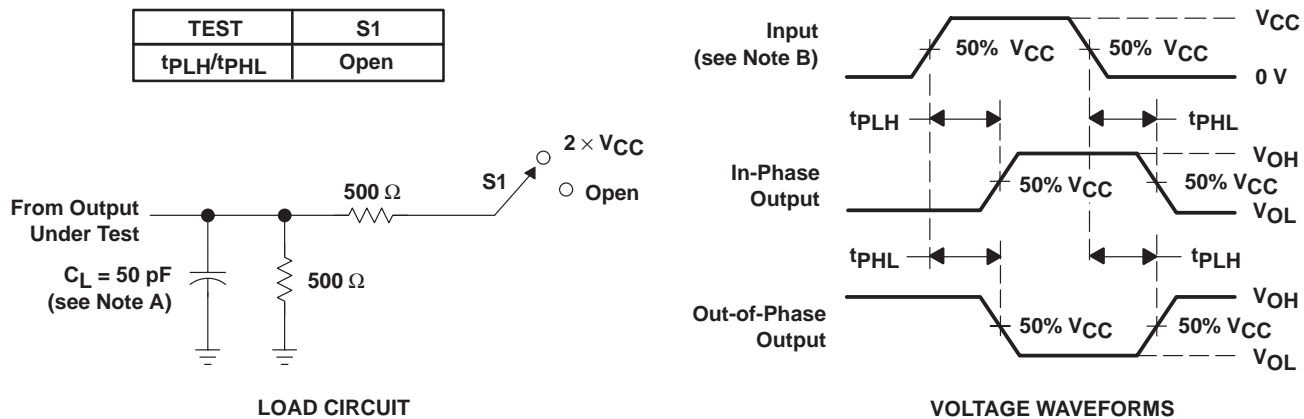 TEST S1
tPLH/tPHL Open
2 × VCC
S1
Open
500 Ω
From Output
Under Test
CL = 50 pF
(see Note A)
500 Ω
LOAD CIRCUIT
Input
(see Note B)
50% VCC
50% VCC
VCC
0 V
tPLH
tPHL
In-Phase
Output
50% VCC
50% VCC
VOH
VOL
tPHL
tPLH
Out-of-Phase
Output
50% VCC
50% VCC
VOH
VOL
VOLTAGE WAVEFORMS